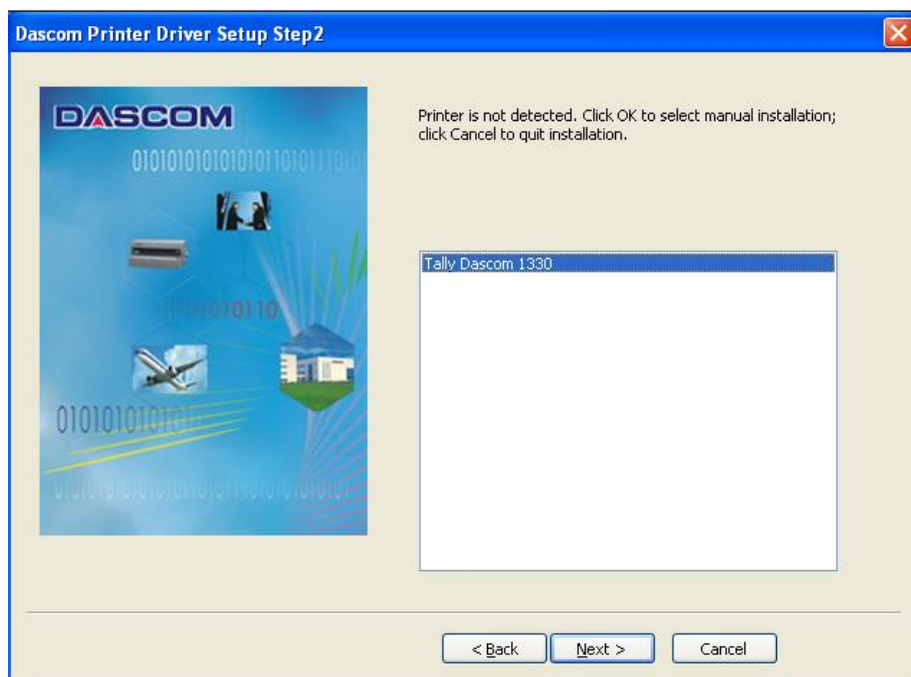 Dascom Printer Driver Setup Step2
DASCOM
Printer is not detected. Click OK to select manual installation;
click Cancel to quit installation.
Tally Dascom 1330
< Back
Next >
Cancel